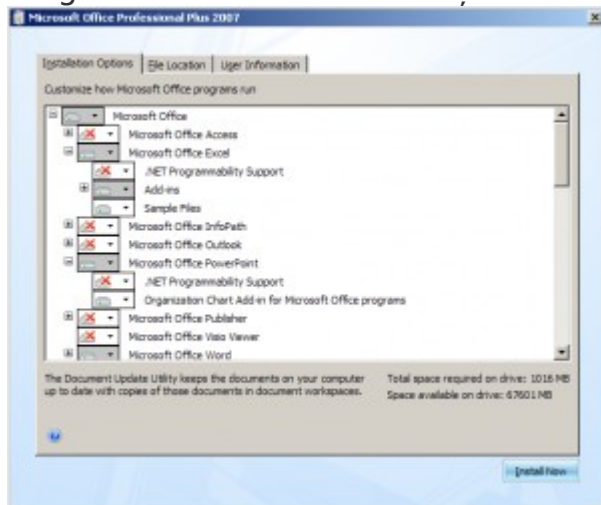 Microsoft Office Professional Plus 2007
Installation Options File Location User Information
Customize how Microsoft Office programs run
Microsoft Office
Microsoft Office Access
Microsoft Office Excel
.NET Programmability Support
Add-ins
Sample Files
Microsoft Office InfoPath
Microsoft Office Outlook
Microsoft Office PowerPoint
.NET Programmability Support
Organization Chart Add-in for Microsoft Office programs
Microsoft Office Publisher
Microsoft Office Visio Viewer
Microsoft Office Word
The Document Update Utility keeps the documents on your computer
up to date with copies of those documents in document workspaces.
Total space required on drive: 1016 MB
Space available on drive: 67601 MB
Install Now